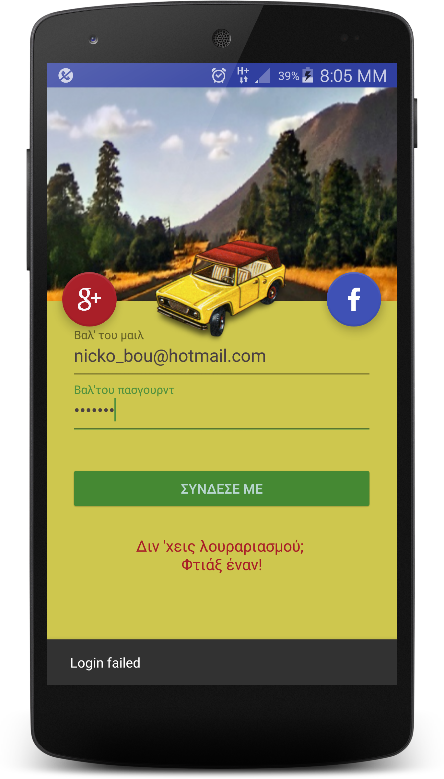 H+
39%
8:05 MM
g+
f
Βαλ' του μαιλ
nicko_bou@hotmail.com
Βαλ'του πασγουρντ
•••••••
ΣΥΝΔΕΣΕ ΜΕ
Διν 'χεις λουραριασμού;
Φτιάξ έναν!
Login failed